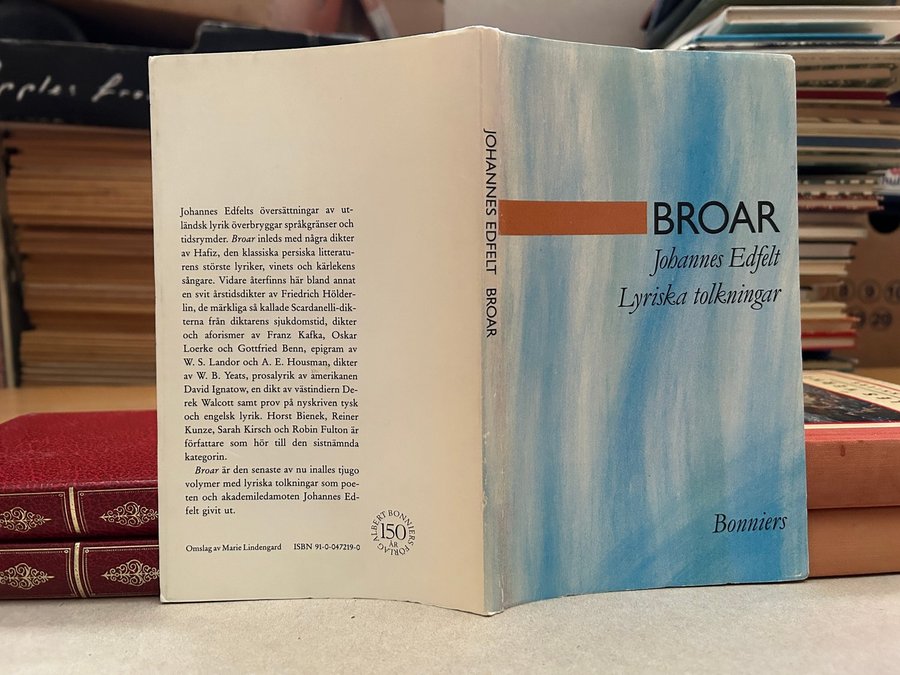 Johannes Edfelts översättningar av ut-
ländsk lyrik överbryggar språkgränser och
tidsrymder. Broar inleds med några dikter
av Hafiz, den klassiska persiska litteratu-
rens störste lyriker, vinets och kärlekens
sångare. Vidare återfinns här bland annat
en svit årstidsdikter av Friedrich Hölder-
lin, de märkliga så kallade Scardanelli-dik-
terna från diktarens sjukdomstid, dikter
och aforismer av Franz Kafka, Oskar
Loerke och Gottfried Benn, epigram av
W. S. Landor och A. E. Housman, dikter
av W. B. Yeats, prosalyrik av amerikanen
David Ignatow, en dikt av västindiern De-
rek Walcott samt prov på nyskriven tysk
och engelsk lyrik. Horst Bienek, Reiner
Kunze, Sarah Kirsch och Robin Fulton är
författare som hör till den sistnämnda
kategorin.
Broar är den senaste av nu inalles tjugo
volymer med lyriska tolkningar som poe-
ten och akademiledamoten Johannes Ed-
felt givit ut.
Omslag av Marie Lindengard ISBN 91-0-047219-0
ALBERT BONNIERS FÖRLAG
150
ÅR
JOHANNES EDFELT BROAR
BROAR
Johannes Edfelt
Lyriska tolkningar
Bonniers